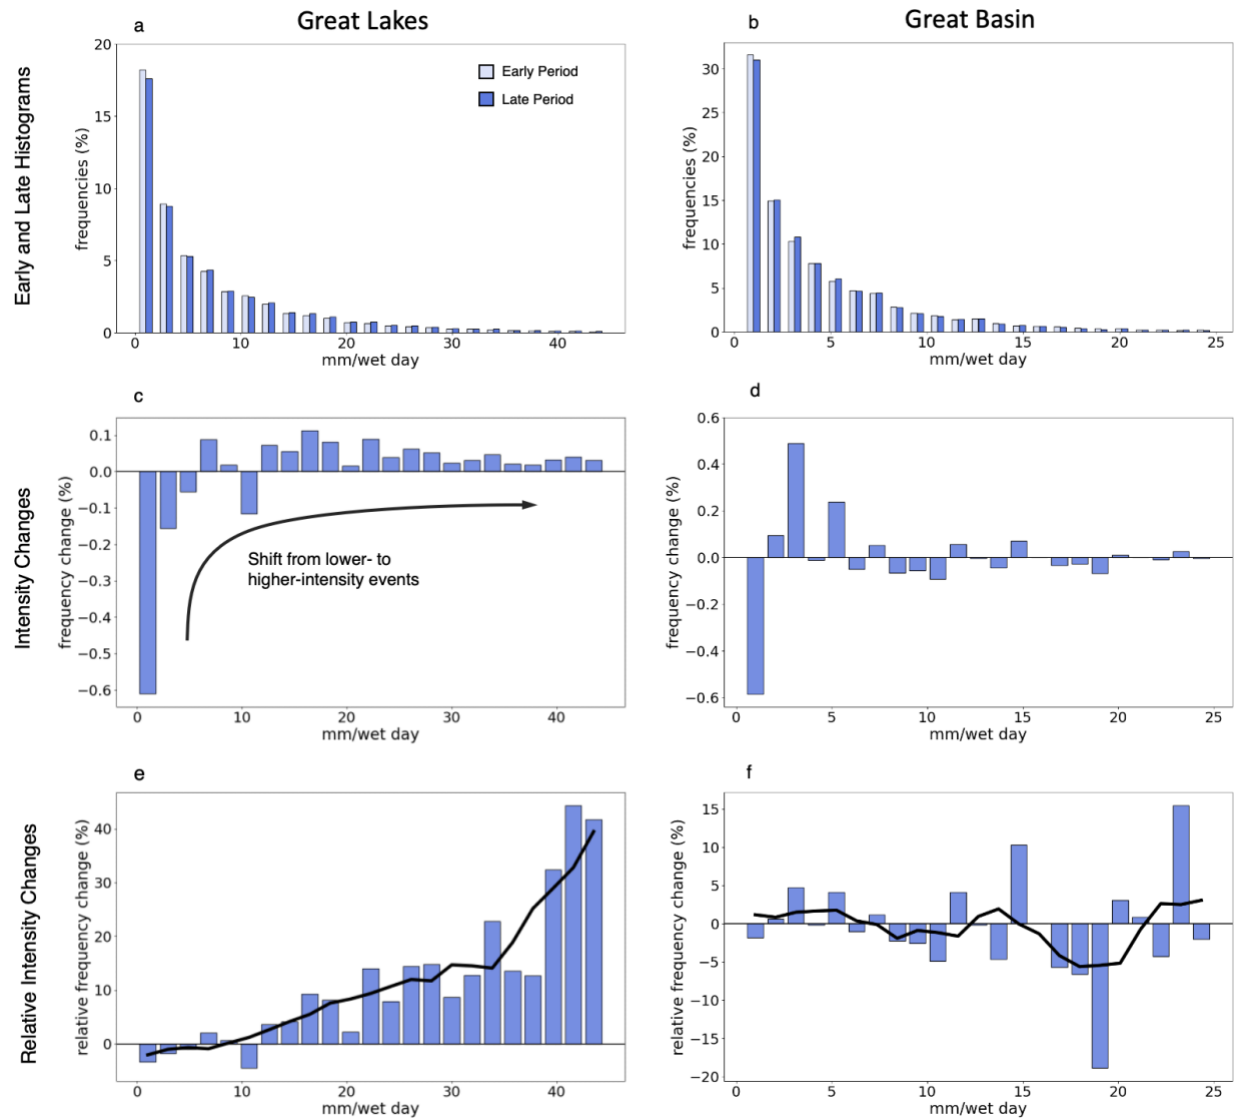 Great Lakes
Great Basin
Early and Late Histograms
a
frequencies (%)
20
15
10
5
0
Early Period
Late Period
10
20
30
40
mm/wet day
b
frequencies (%)
30
25
20
15
10
5
0
0
5
10
15
20
25
mm/wet day
Intensity Changes
c
frequency change (%)
0.1
0.0
−0.1
−0.2
−0.3
−0.4
−0.5
−0.6
Shift from lower- to
higher-intensity events
0
10
20
30
40
mm/wet day
d
frequency change (%)
0.6
0.4
0.2
0.0
−0.2
−0.4
−0.6
0
5
10
15
20
25
mm/wet day
Relative Intensity Changes
e
relative frequency change (%)
40
30
20
10
0
0
10
20
30
40
mm/wet day
f
relative frequency change (%)
15
10
5
0
−5
−10
−15
−20
0
5
10
15
20
25
mm/wet day